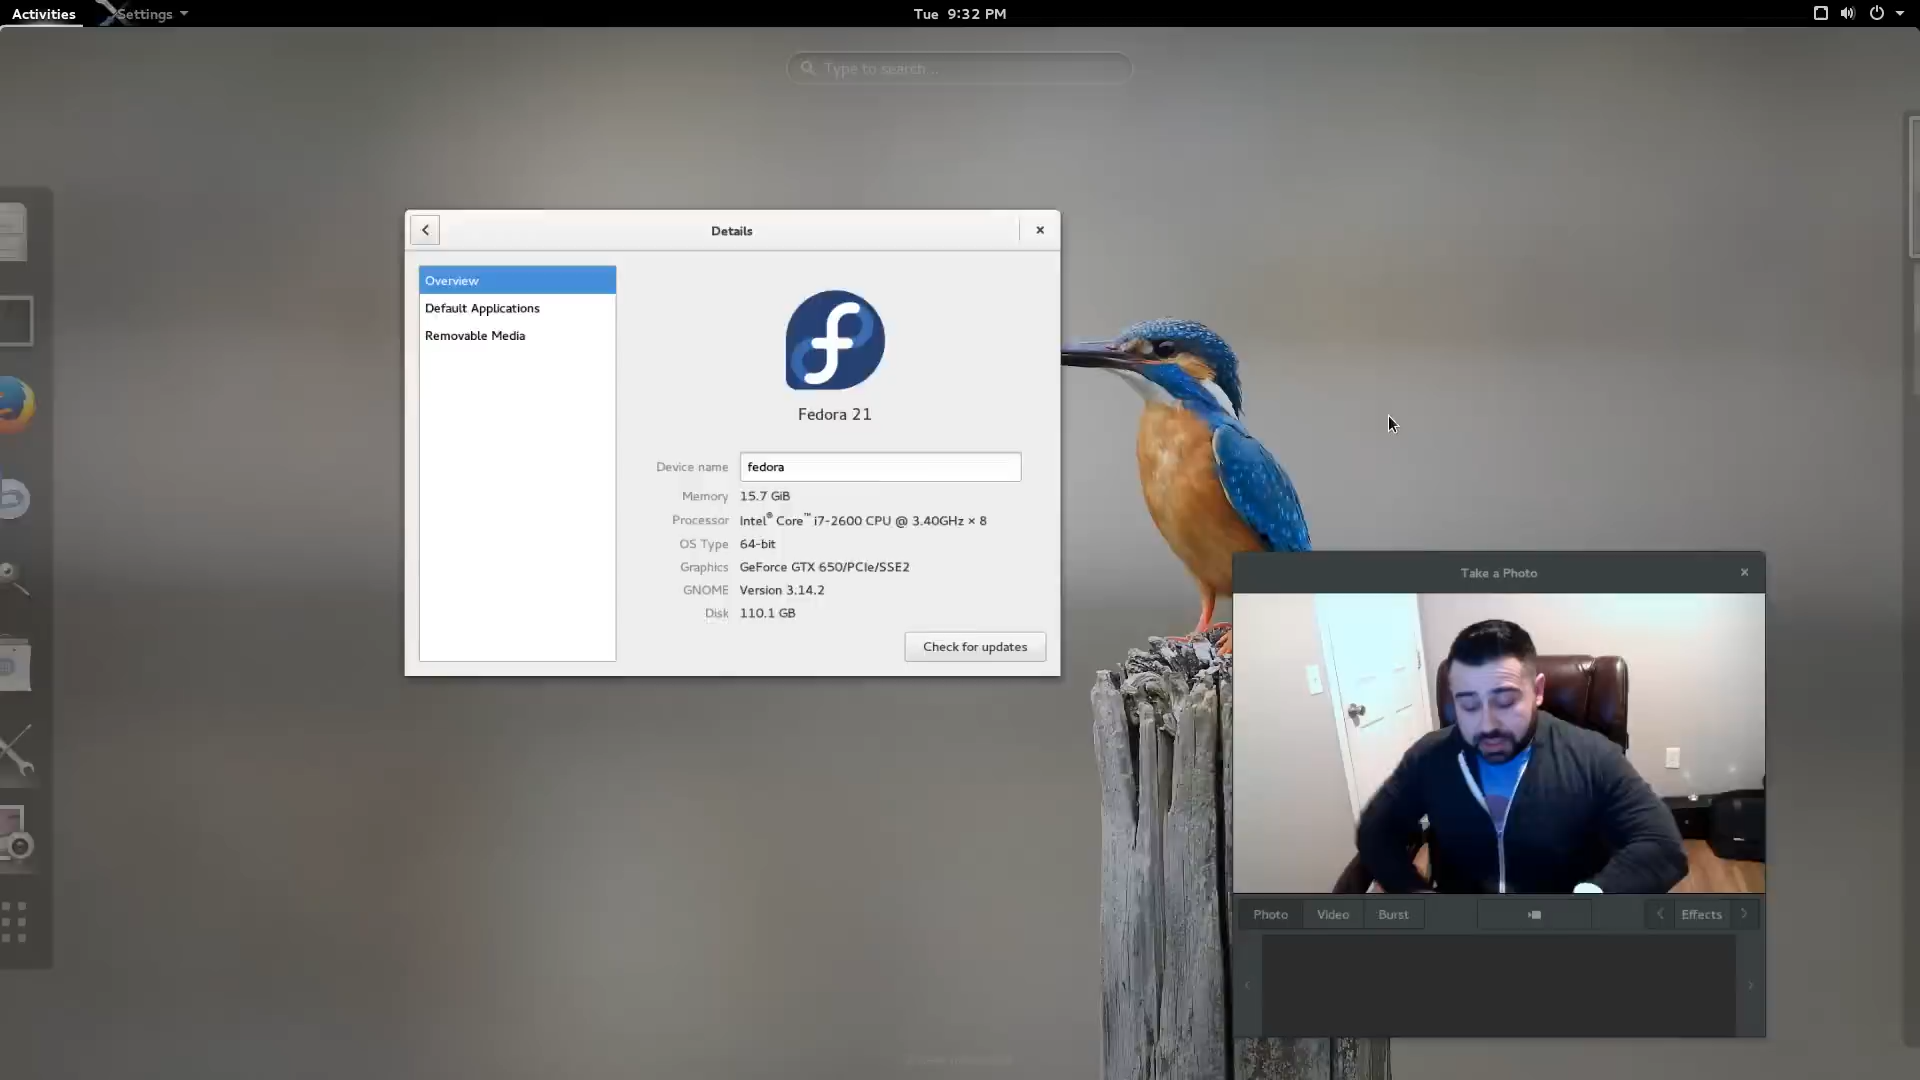 Activities
Settings
Tue 9:32 PM
Type to search...
Details
Overview
Default Applications
Removable Media
Fedora 21
Device name fedora
Memory 15.7 GiB
Processor Intel® Core™ i7-2600 CPU @ 3.40GHz × 8
OS Type 64-bit
Graphics GeForce GTX 650/PCIe/SSE2
GNOME Version 3.14.2
Disk 110.1 GB
Check for updates
Take a Photo
Photo Video Burst Effects